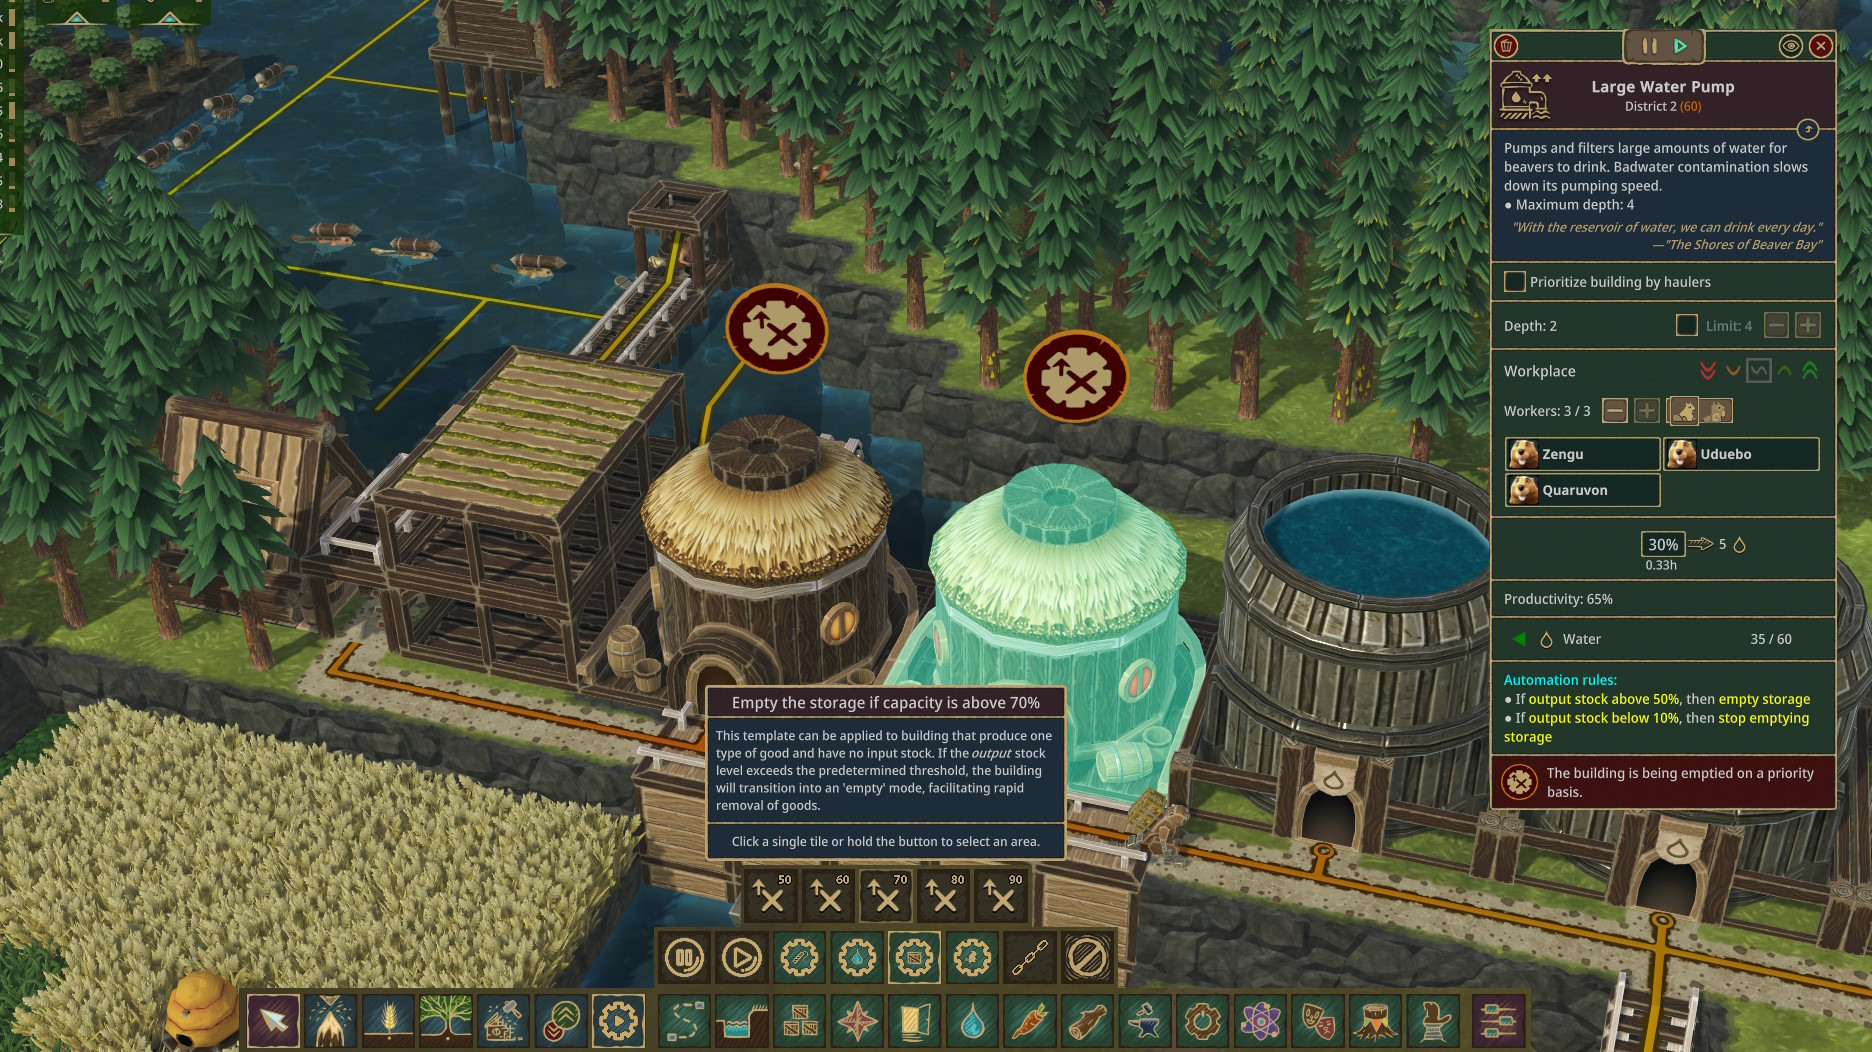 Large Water Pump
District 2 (60)
Pumps and filters large amounts of water for
beavers to drink. Badwater contamination slows
down its pumping speed.
● Maximum depth: 4
"With the reservoir of water, we can drink every day."
—"The Shores of Beaver Bay"
Prioritize building by haulers
Depth: 2
Limit: 4
Workplace
Workers: 3 / 3
Zengu
Uduebo
Quaruvon
30%
5
0.33h
Productivity: 65%
Water
35 / 60
Automation rules:
● If output stock above 50%, then empty storage
● If output stock below 10%, then stop emptying
storage
The building is being emptied on a priority
basis.
Empty the storage if capacity is above 70%
This template can be applied to building that produce one
type of good and have no input stock. If the output stock
level exceeds the predetermined threshold, the building
will transition into an 'empty' mode, facilitating rapid
removal of goods.
Click a single tile or hold the button to select an area.
50
60
70
80
90